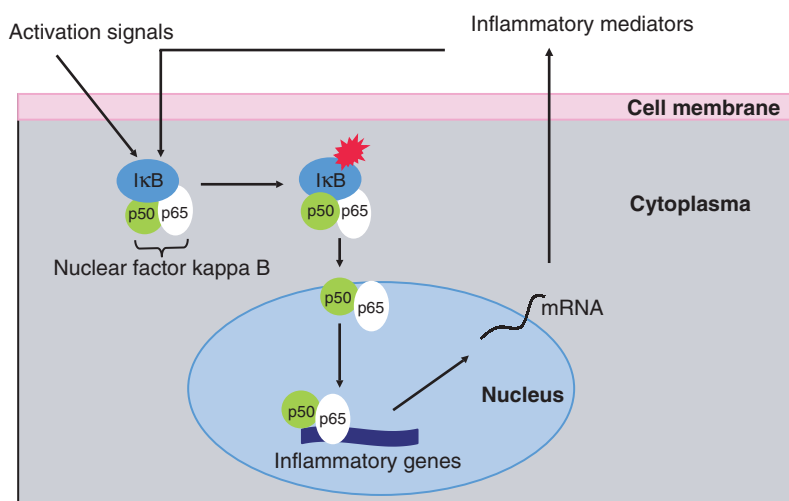 Activation signals
Inflammatory mediators
Cell membrane
IκB
p50
p65
Nuclear factor kappa B
IκB
p50
p65
Cytoplasma
p50
p65
mRNA
Nucleus
p50
p65
Inflammatory genes